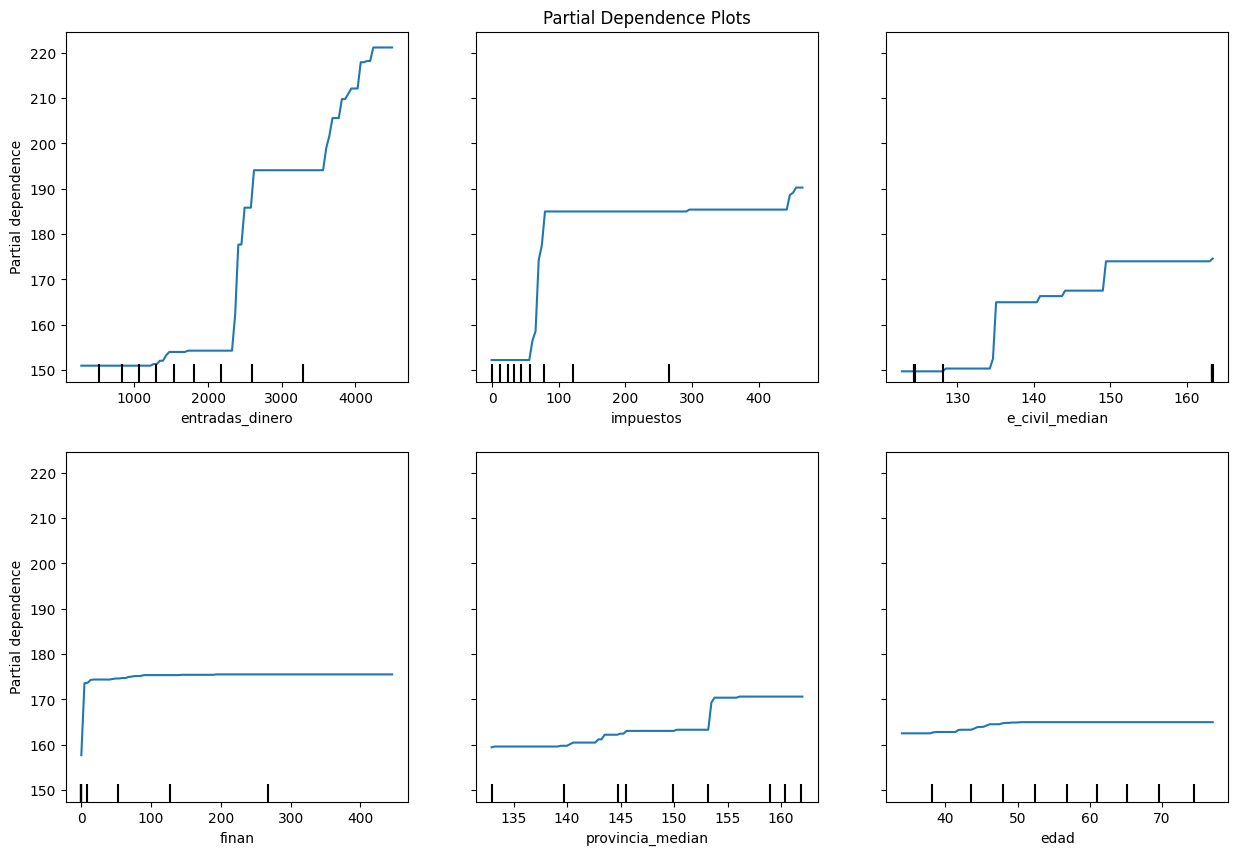 Partial Dependence Plots
Partial dependence
220
210
200
190
180
170
160
150
1000 2000 3000 4000
entradas_dinero
0 100 200 300 400
impuestos
130 140 150 160
e_civil_median
Partial dependence
220
210
200
190
180
170
160
150
0 100 200 300 400
finan
135 140 145 150 155 160
provincia_median
40 50 60 70
edad